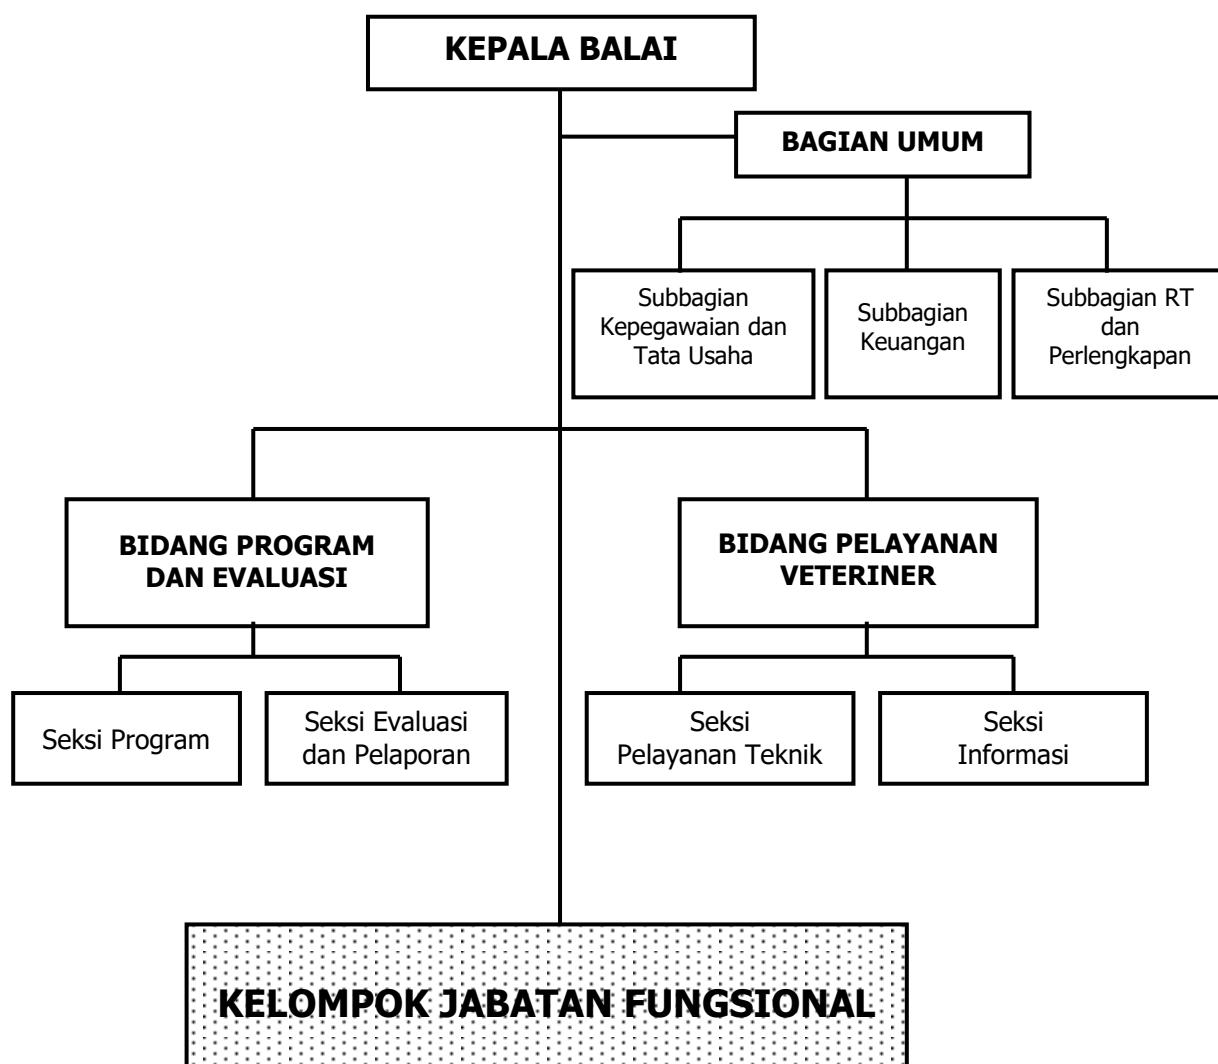 KEPALA BALAI
BAGIAN UMUM
Subbagian
Kepegawaian dan
Tata Usaha
Subbagian
Keuangan
Subbagian RT
dan
Perlengkapan
BIDANG PROGRAM
DAN EVALUASI
BIDANG PELAYANAN
VETERINER
Seksi Program
Seksi Evaluasi
dan Pelaporan
Seksi
Pelayanan Teknik
Seksi
Informasi
KELOMPOK JABATAN FUNGSIONAL